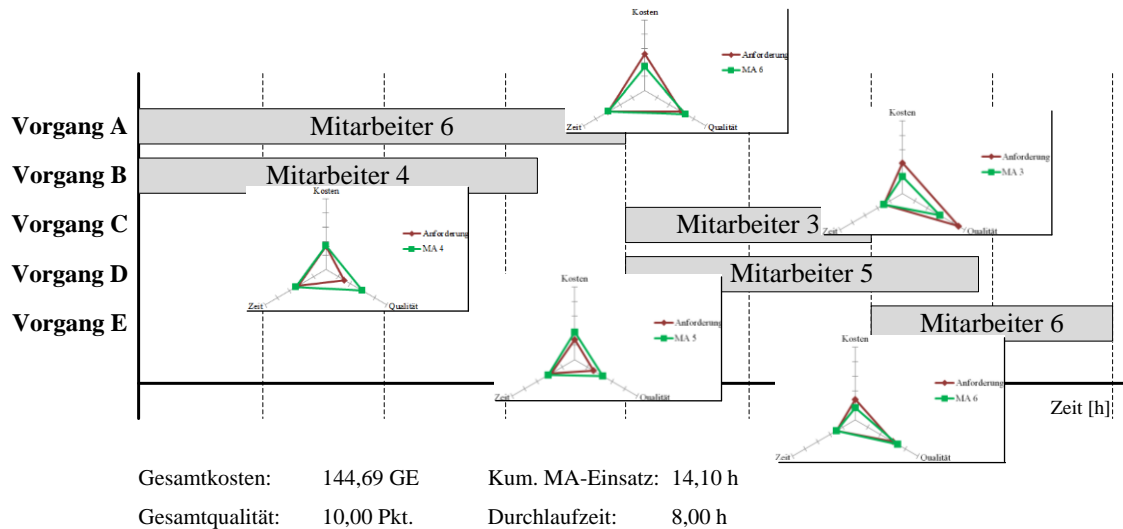 Kosten
Anforderung
MA 6
Zeit
Qualität
Vorgang A
Mitarbeiter 6
Vorgang B
Mitarbeiter 4
Kosten
Anforderung
MA 3
Zeit
Qualität
Kosten
Anforderung
MA 4
Zeit
Qualität
Vorgang C
Mitarbeiter 3
Vorgang D
Mitarbeiter 5
Kosten
Anforderung
MA 5
Zeit
Qualität
Vorgang E
Mitarbeiter 6
Kosten
Anforderung
MA 6
Zeit
Qualität
Zeit [h]
Gesamtkosten: 144,69 GE Kum. MA-Einsatz: 14,10 h
Gesamtqualität: 10,00 Pkt. Durchlaufzeit: 8,00 h